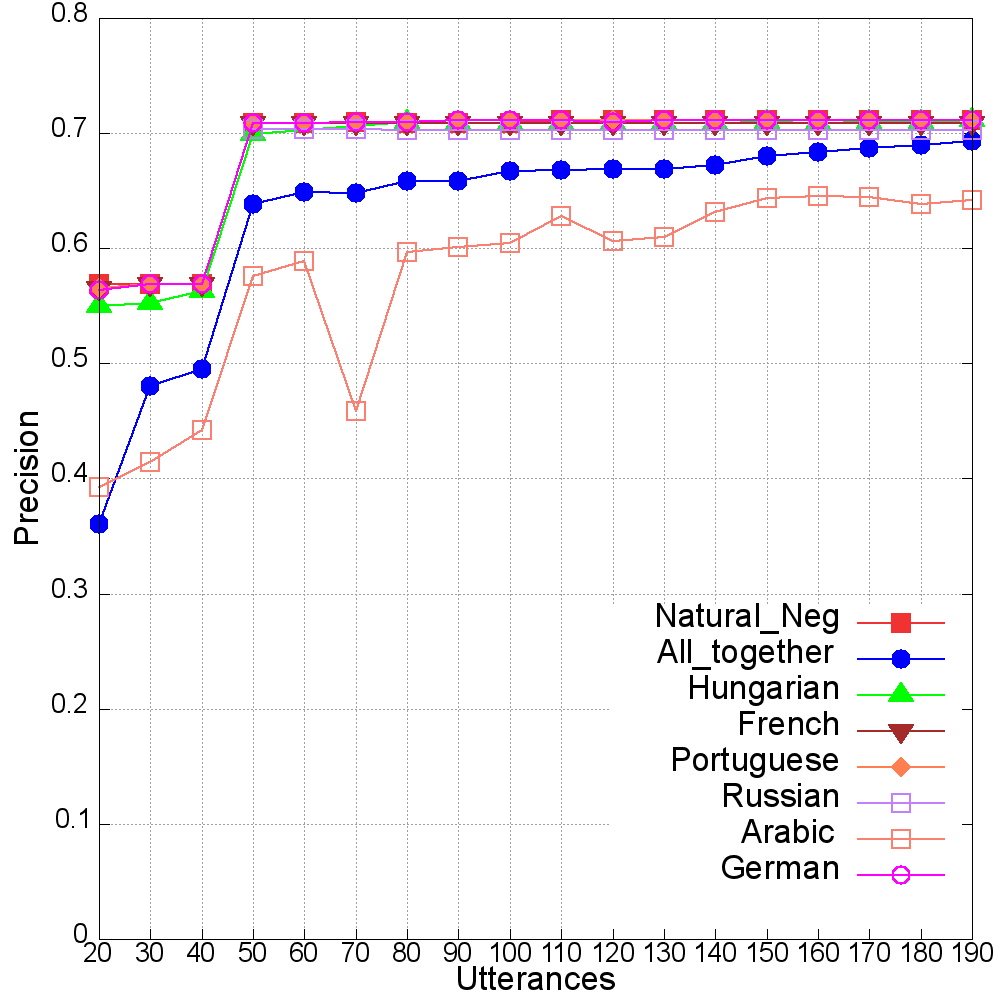 0.8
0.7
0.6
0.5
0.4
0.3
0.2
0.1
0
Precision
Natural_Neg
All_together
Hungarian
French
Portuguese
Russian
Arabic
German
20 30 40 50 60 70 80 90 100 110 120 130 140 150 160 170 180 190
Utterances